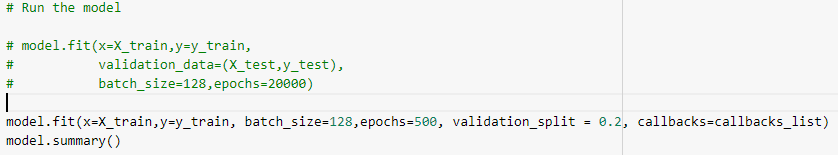 # Run the model
# model.fit(x=X_train,y=y_train,
#           validation_data=(X_test,y_test),
#           batch_size=128,epochs=20000)
model.fit(x=X_train,y=y_train, batch_size=128,epochs=500, validation_split = 0.2, callbacks=callbacks_list)
model.summary()